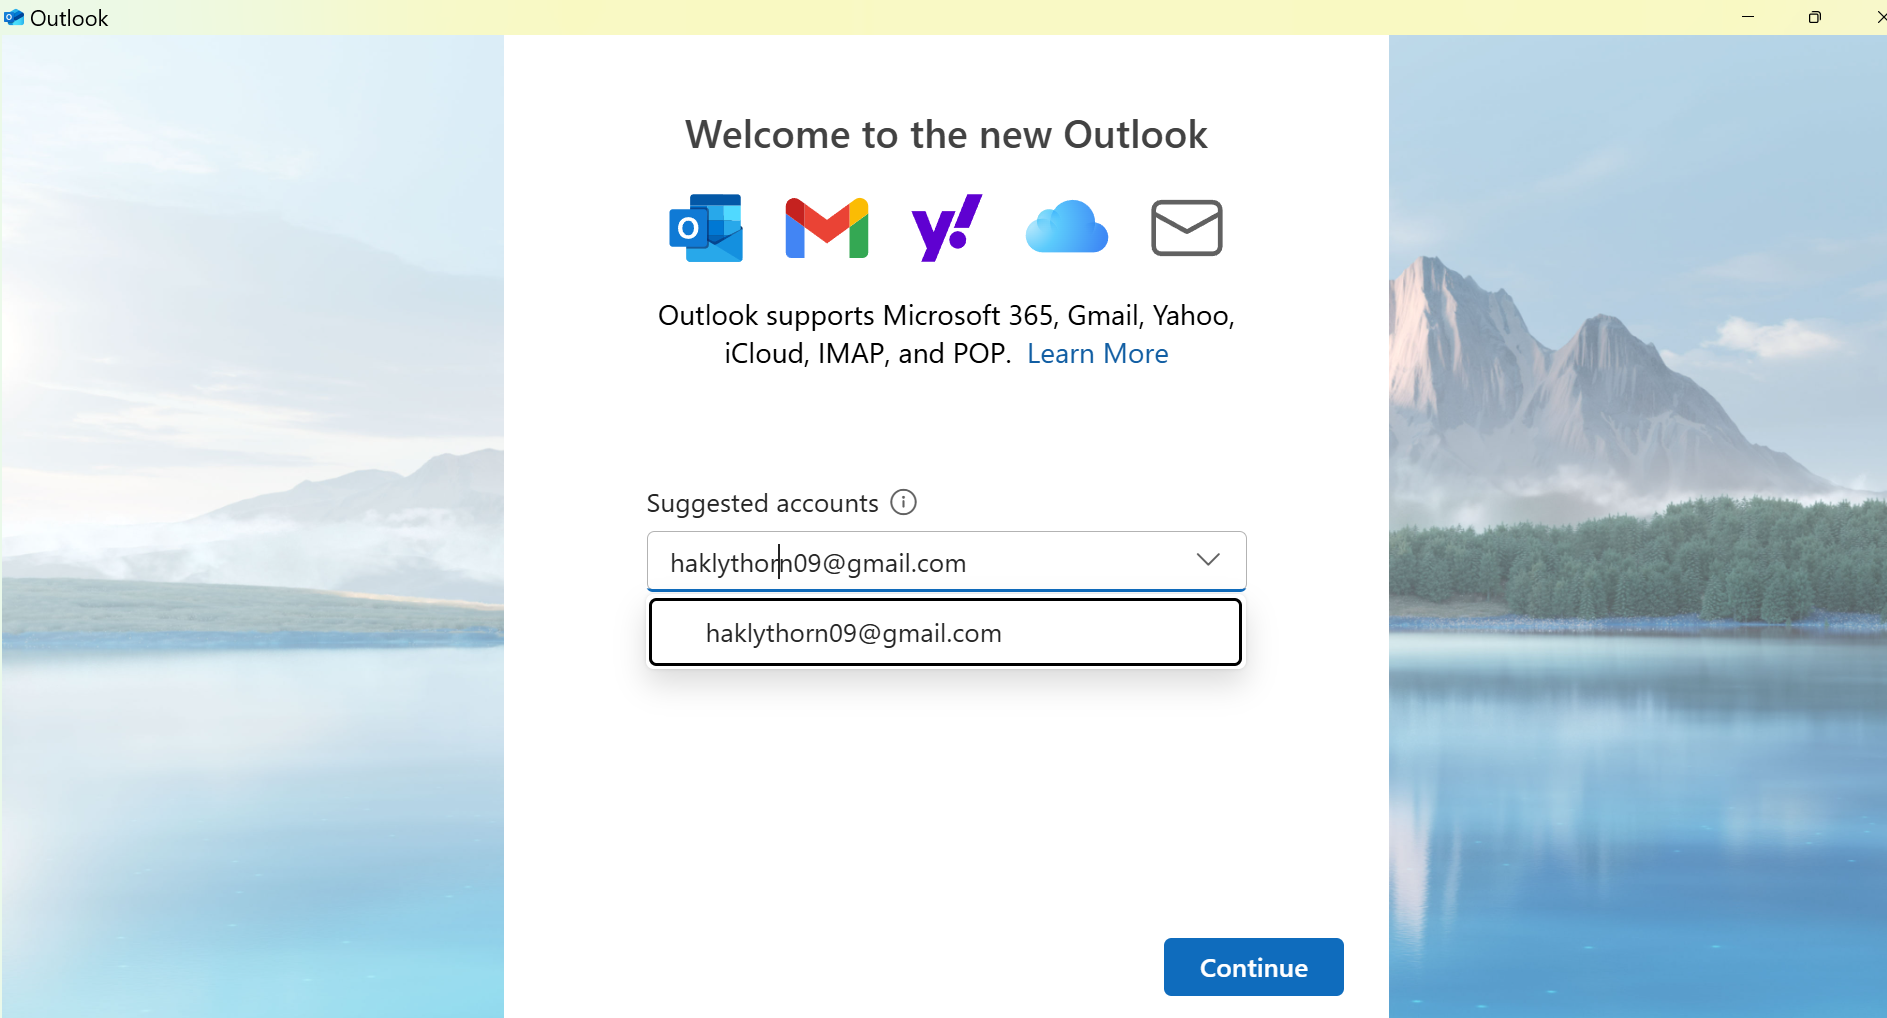 Outlook
Welcome to the new Outlook
Outlook supports Microsoft 365, Gmail, Yahoo,
iCloud, IMAP, and POP. Learn More
Suggested accounts
haklythorn09@gmail.com
haklythorn09@gmail.com
Continue